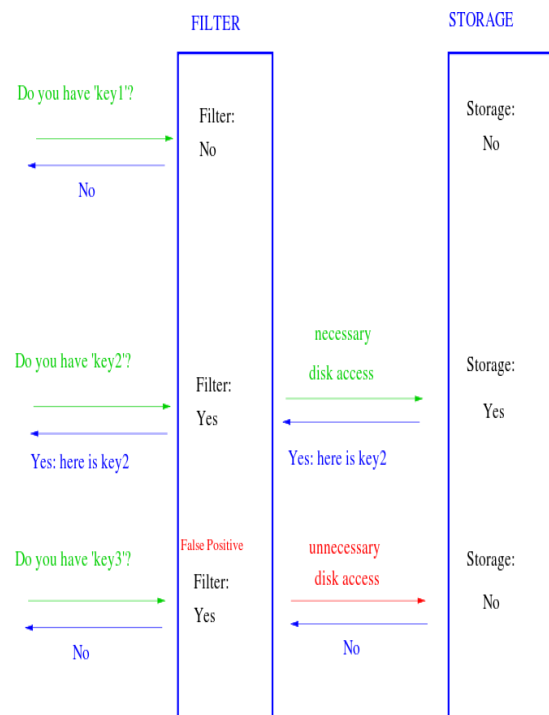 FILTER
STORAGE
Do you have 'key1'?
Filter:
No
Storage:
No
No
necessary
disk access
Do you have 'key2'?
Filter:
Yes
Storage:
Yes
Yes: here is key2
Yes: here is key2
False Positive
unnecessary
disk access
Do you have 'key3'?
Filter:
Yes
Storage:
No
No
No